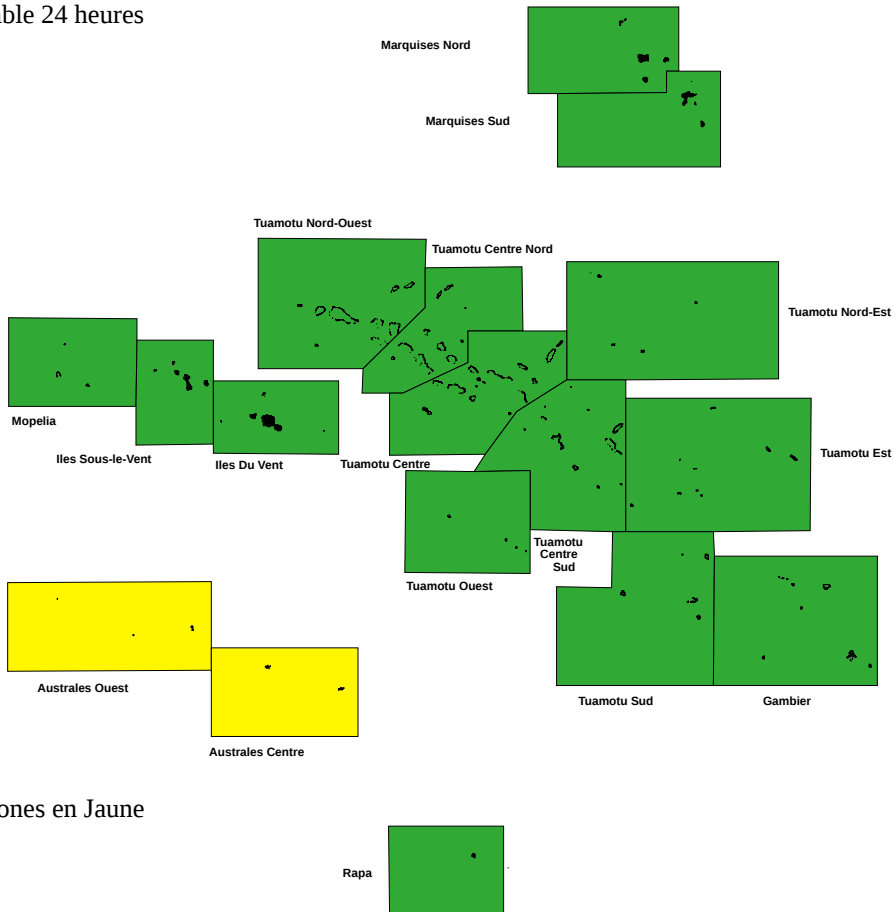 24 heures
Marquises Nord
Marquises Sud
Tuamotu Nord-Ouest
Tuamotu Centre Nord
Tuamotu Nord-Est
Mopelia
Iles Sous-le-Vent
Iles Du Vent
Tuamotu Centre
Tuamotu Est
Tuamotu
Centre
Sud
Tuamotu Ouest
Australes Ouest
Tuamotu Sud
Gambier
Australes Centre
en Jaune
Rapa